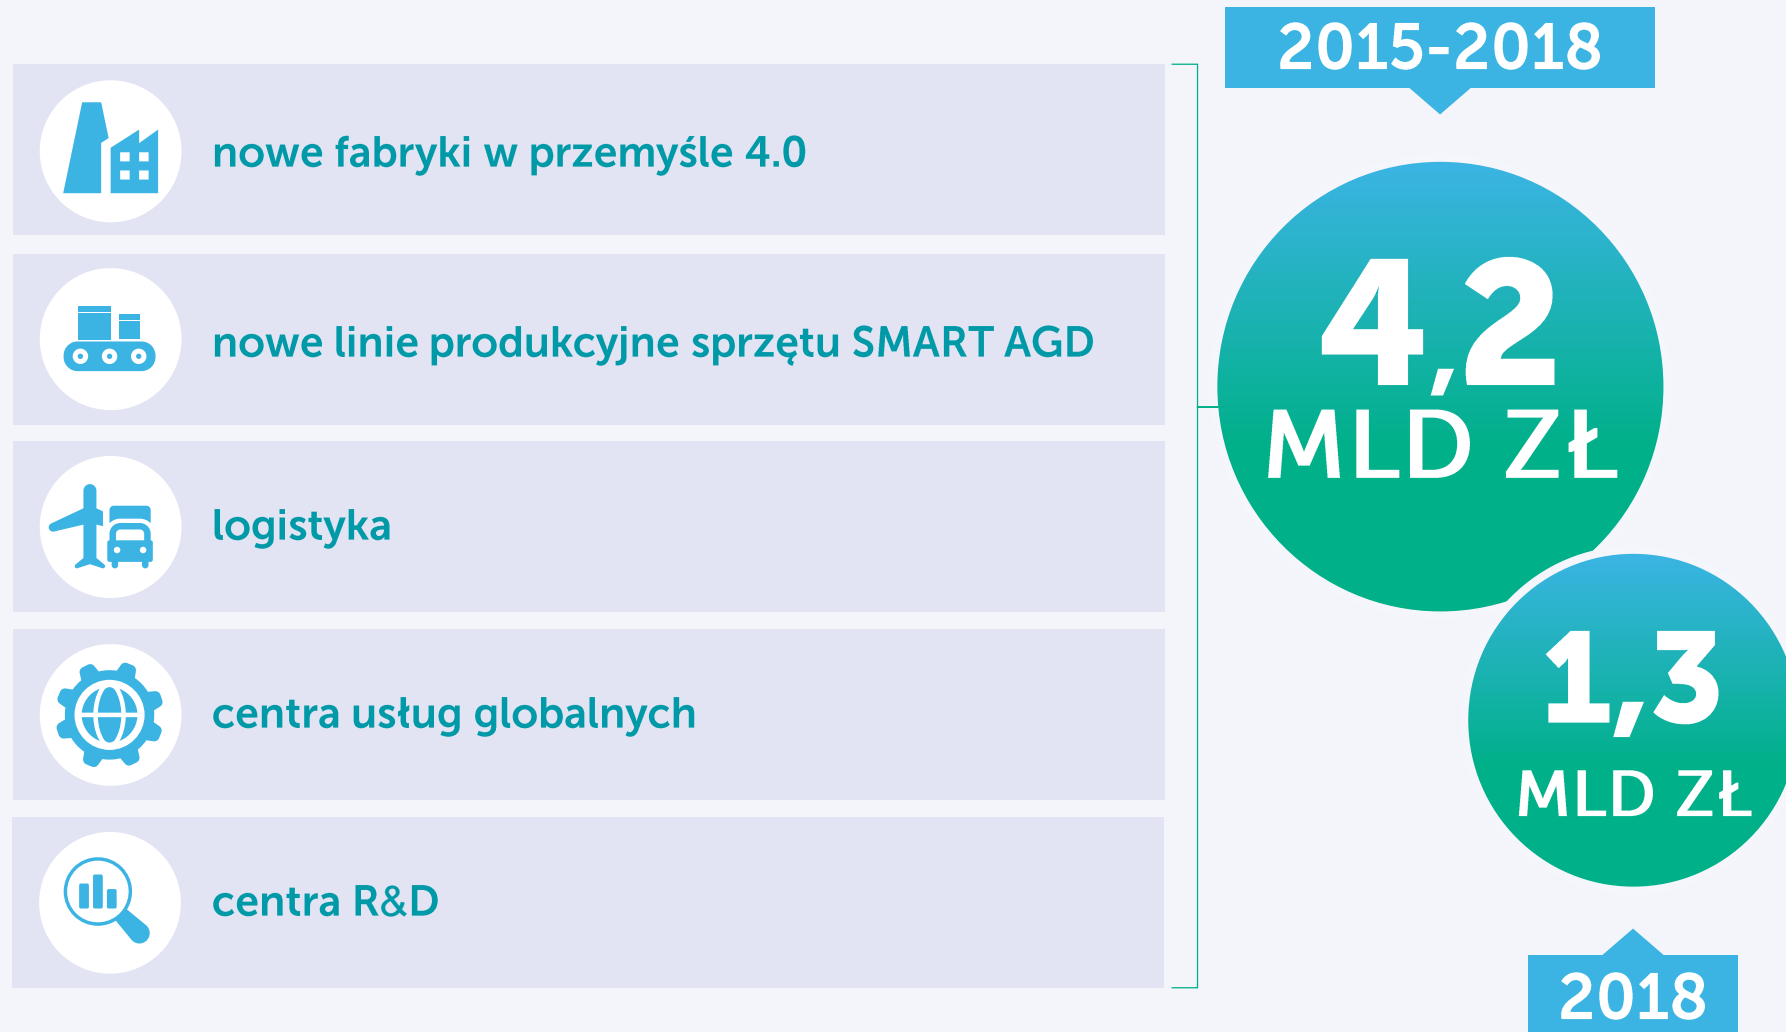 nowe fabryki w przemyśle 4.0
nowe linie produkcyjne sprzętu SMART AGD
logistyka
centra usług globalnych
centra R&D
2015-2018
4,2
MLD ZŁ
1,3
MLD ZŁ
2018